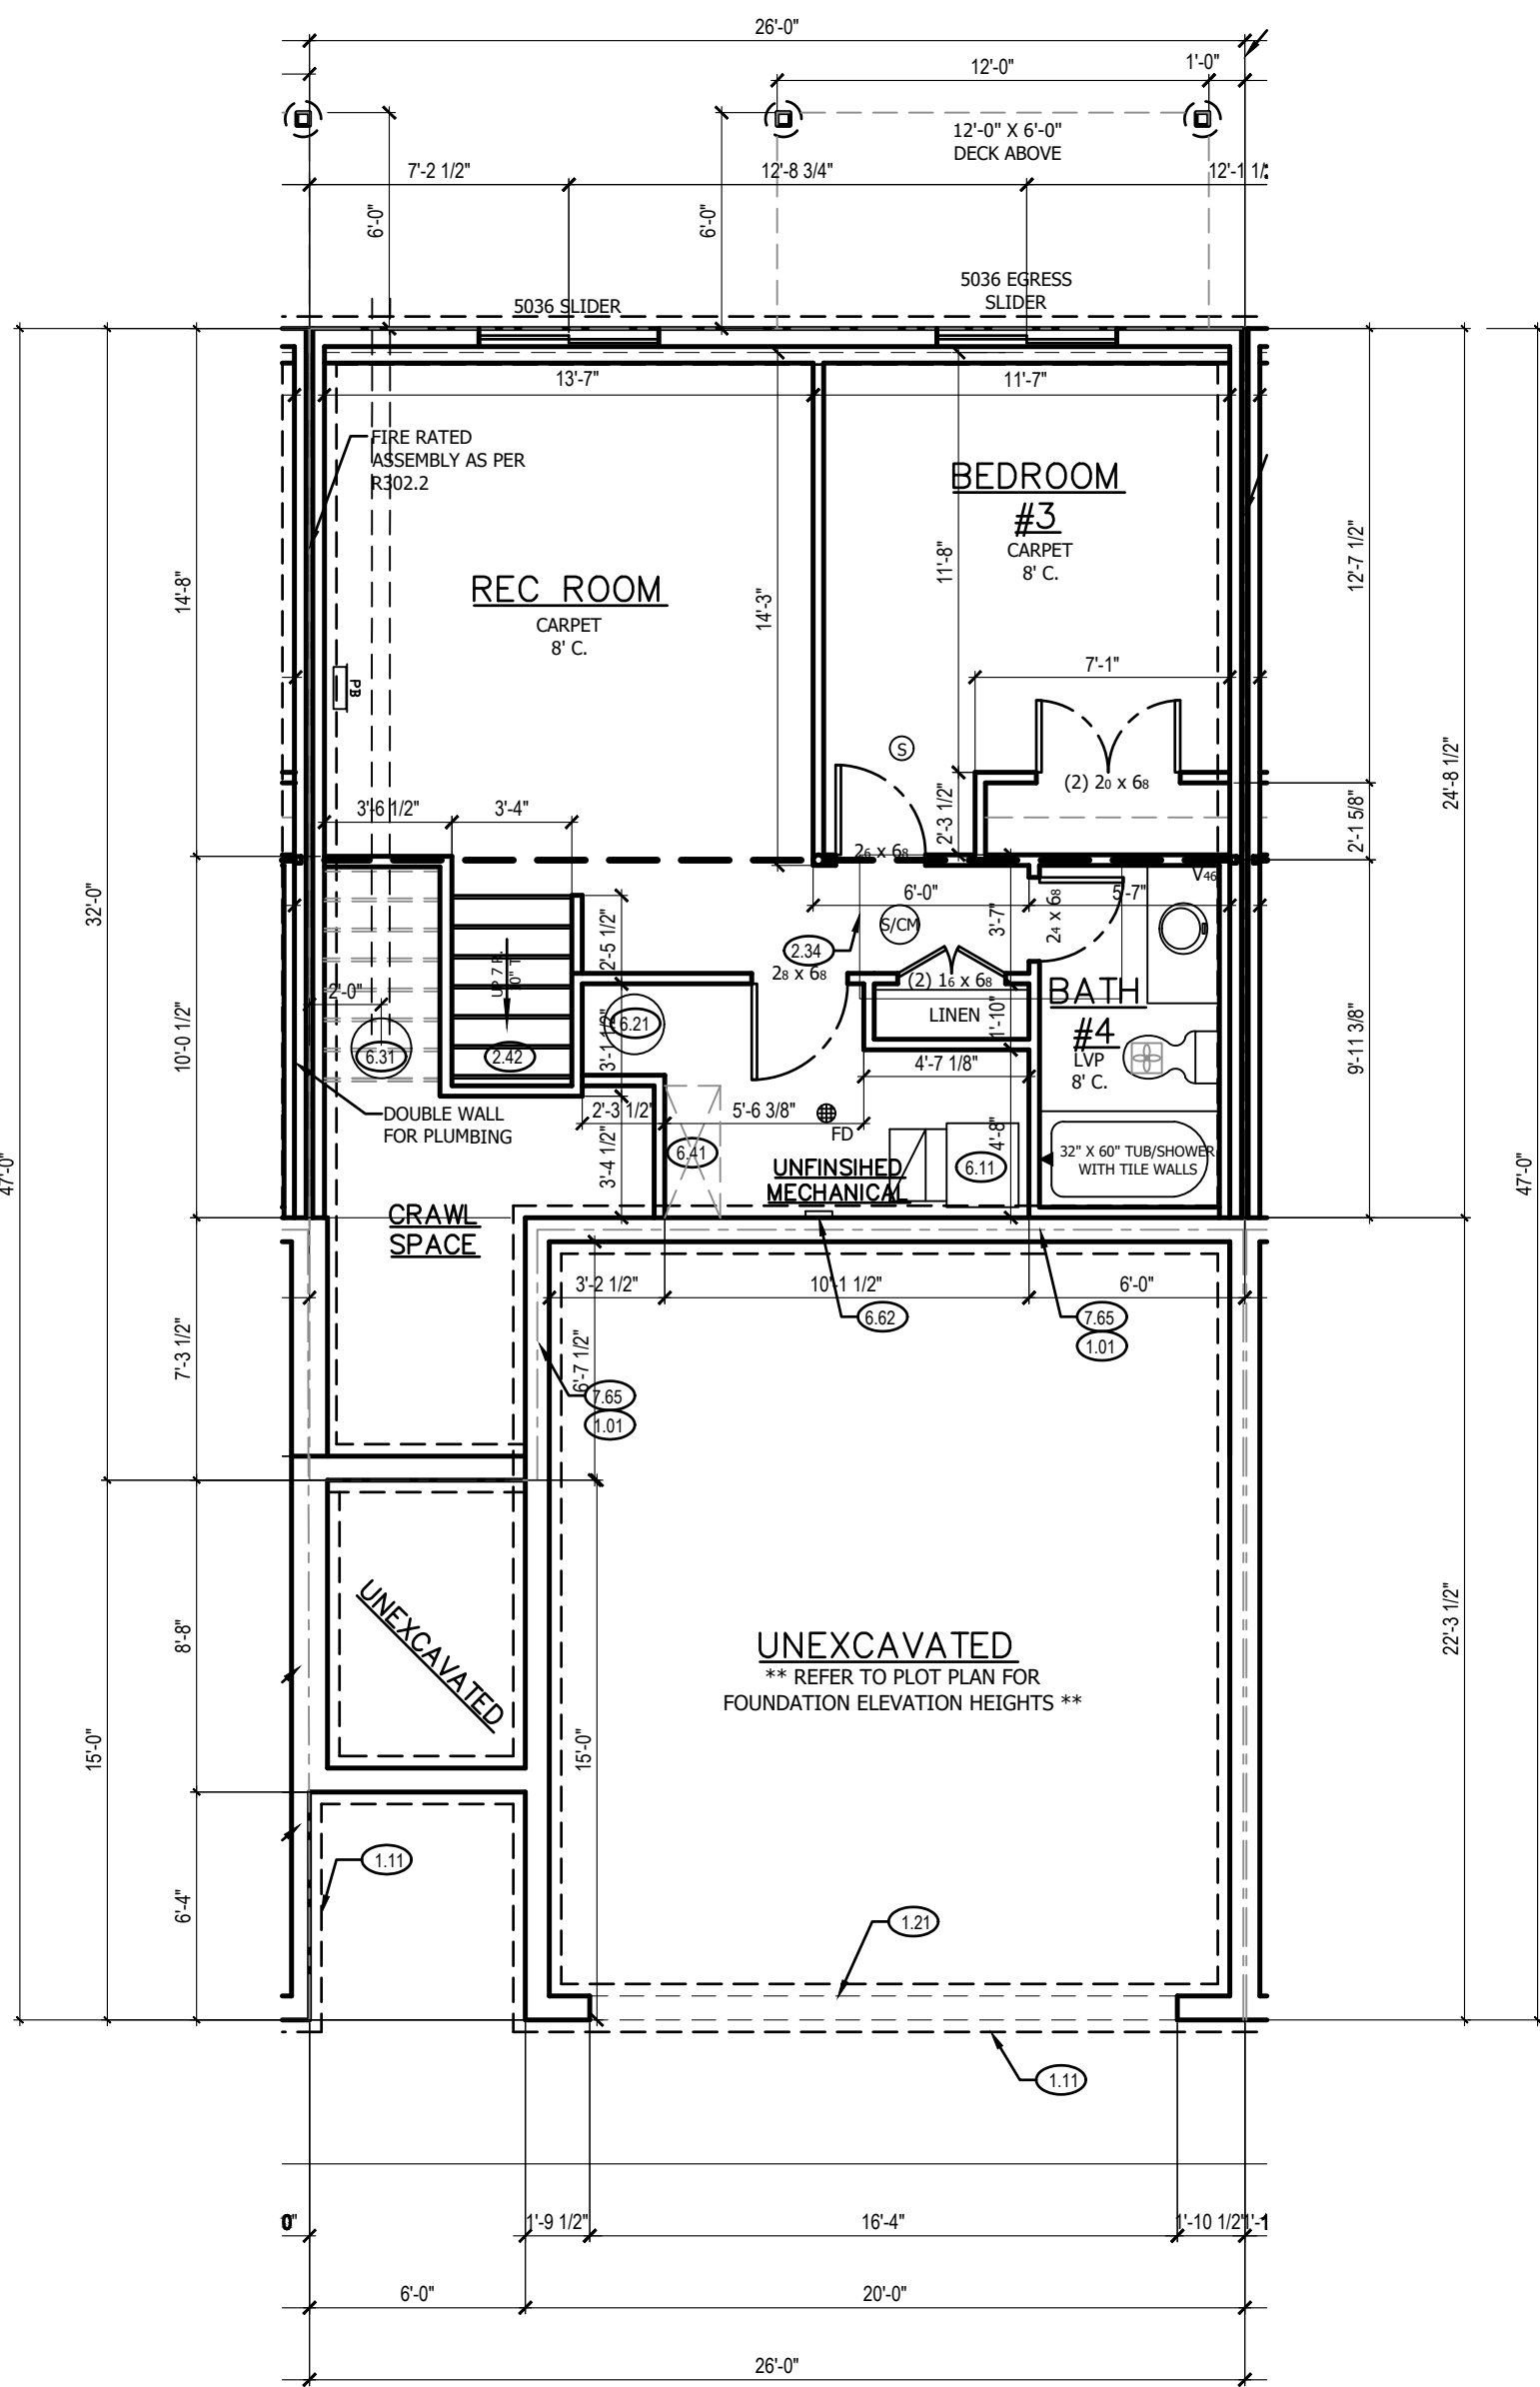 26'-0"
12'-0"
1'-0"
12'-0" X 6'-0"
DECK ABOVE
7'-2 1/2"
12'-8 3/4"
6'-0"
6'-0"
5036 SLIDER
5036 EGRESS
SLIDER
13'-7"
11'-7"
FIRE RATED
ASSEMBLY AS PER
R302.2
BEDROOM
#3
CARPET
8' C.
REC ROOM
CARPET
8' C.
14'-8"
14'-3"
11'-8"
12'-7 1/2"
PB
7'-1"
S
(2) 20 x 68
24'-8 1/2"
3'-6 1/2"
3'-4"
2'-3 1/2"
2'-1 5/8"
26 x 68
V46
32'-0"
6'-0"
5'-7"
S/CM
3'-7"
24 x 68
2.34
28 x 68
2'-5 1/2"
(2) 16 x 68
BATH
#4
LVP
8' C.
LINEN
1'-10"
2'-0"
6.21
6.31
2.42
3'-1 1/2"
10'-0 1/2"
9'-11 3/8"
4'-7 1/8"
DOUBLE WALL
FOR PLUMBING
2'-3 1/2"
5'-6 3/8"
FD
4'-8"
6.41
3'-4 1/2"
UNFINSIHED
MECHANICAL
6.11
32" X 60" TUB/SHOWER
WITH TILE WALLS
47'-0"
47'-0"
CRAWL
SPACE
3'-2 1/2"
10'-1 1/2"
6'-0"
6.62
7.65
1.01
7'-3 1/2"
6'-7 1/2"
7.65
1.01
UNEXCAVATED
8'-8"
UNEXCAVATED
** REFER TO PLOT PLAN FOR
FOUNDATION ELEVATION HEIGHTS **
22'-3 1/2"
15'-0"
15'-0"
1.11
6'-4"
1.21
1.11
1'-9 1/2"
16'-4"
1'-10 1/2"
6'-0"
20'-0"
26'-0"